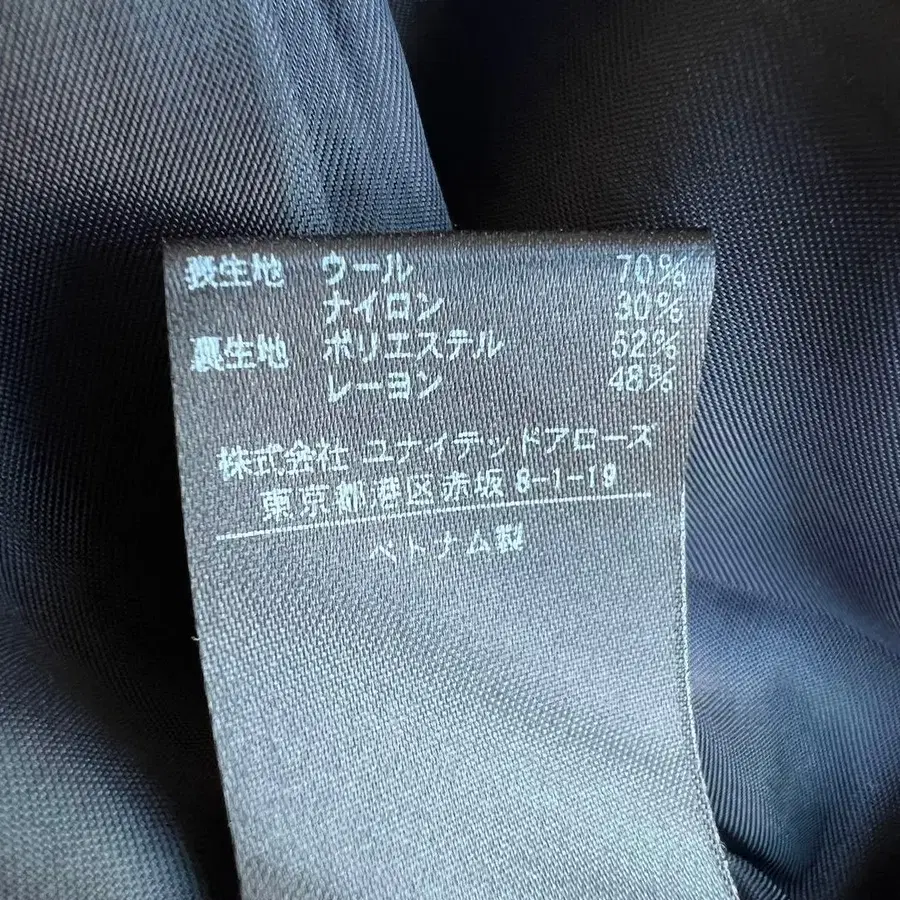 表生地 ウール 70%
ナイロン 30%
裏生地 ポリエステル 52%
レーヨン 48%
株式会社 ユナイテッドアローズ
東京都港区赤坂 8-1-19
ベトナム製